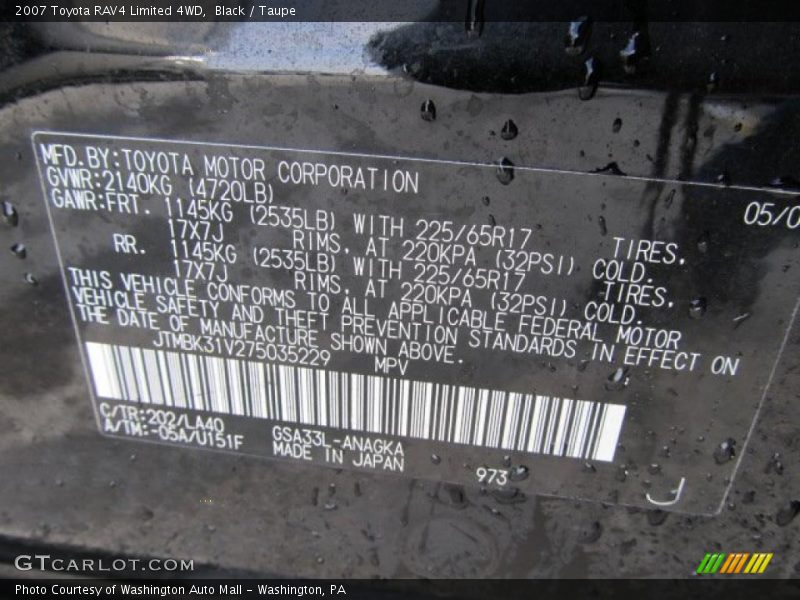 2007 Toyota RAV4 Limited 4WD,  Black / Taupe
MFD.BY:TOYOTA MOTOR CORPORATION 05/0
GVWR:2140KG (4720LB)
GAWR:FRT. 1145KG (2535LB) WITH 225/65R17 TIRES.
17X7J RIMS. AT 220KPA (32PSI) COLD.
RR. 1145KG (2535LB) WITH 225/65R17 TIRES.
17X7J RIMS. AT 220KPA (32PSI) COLD.
THIS VEHICLE CONFORMS TO ALL APPLICABLE FEDERAL MOTOR
VEHICLE SAFETY AND THEFT PREVENTION STANDARDS IN EFFECT ON
THE DATE OF MANUFACTURE SHOWN ABOVE.
JTMBK31V275035229 MPV
C/TR:202/LA40 GSA33L-ANAGKA
A/TM:-05A/U151F MADE IN JAPAN
973 J
GTCARLOT.COM
Photo Courtesy of Washington Auto Mall - Washington, PA